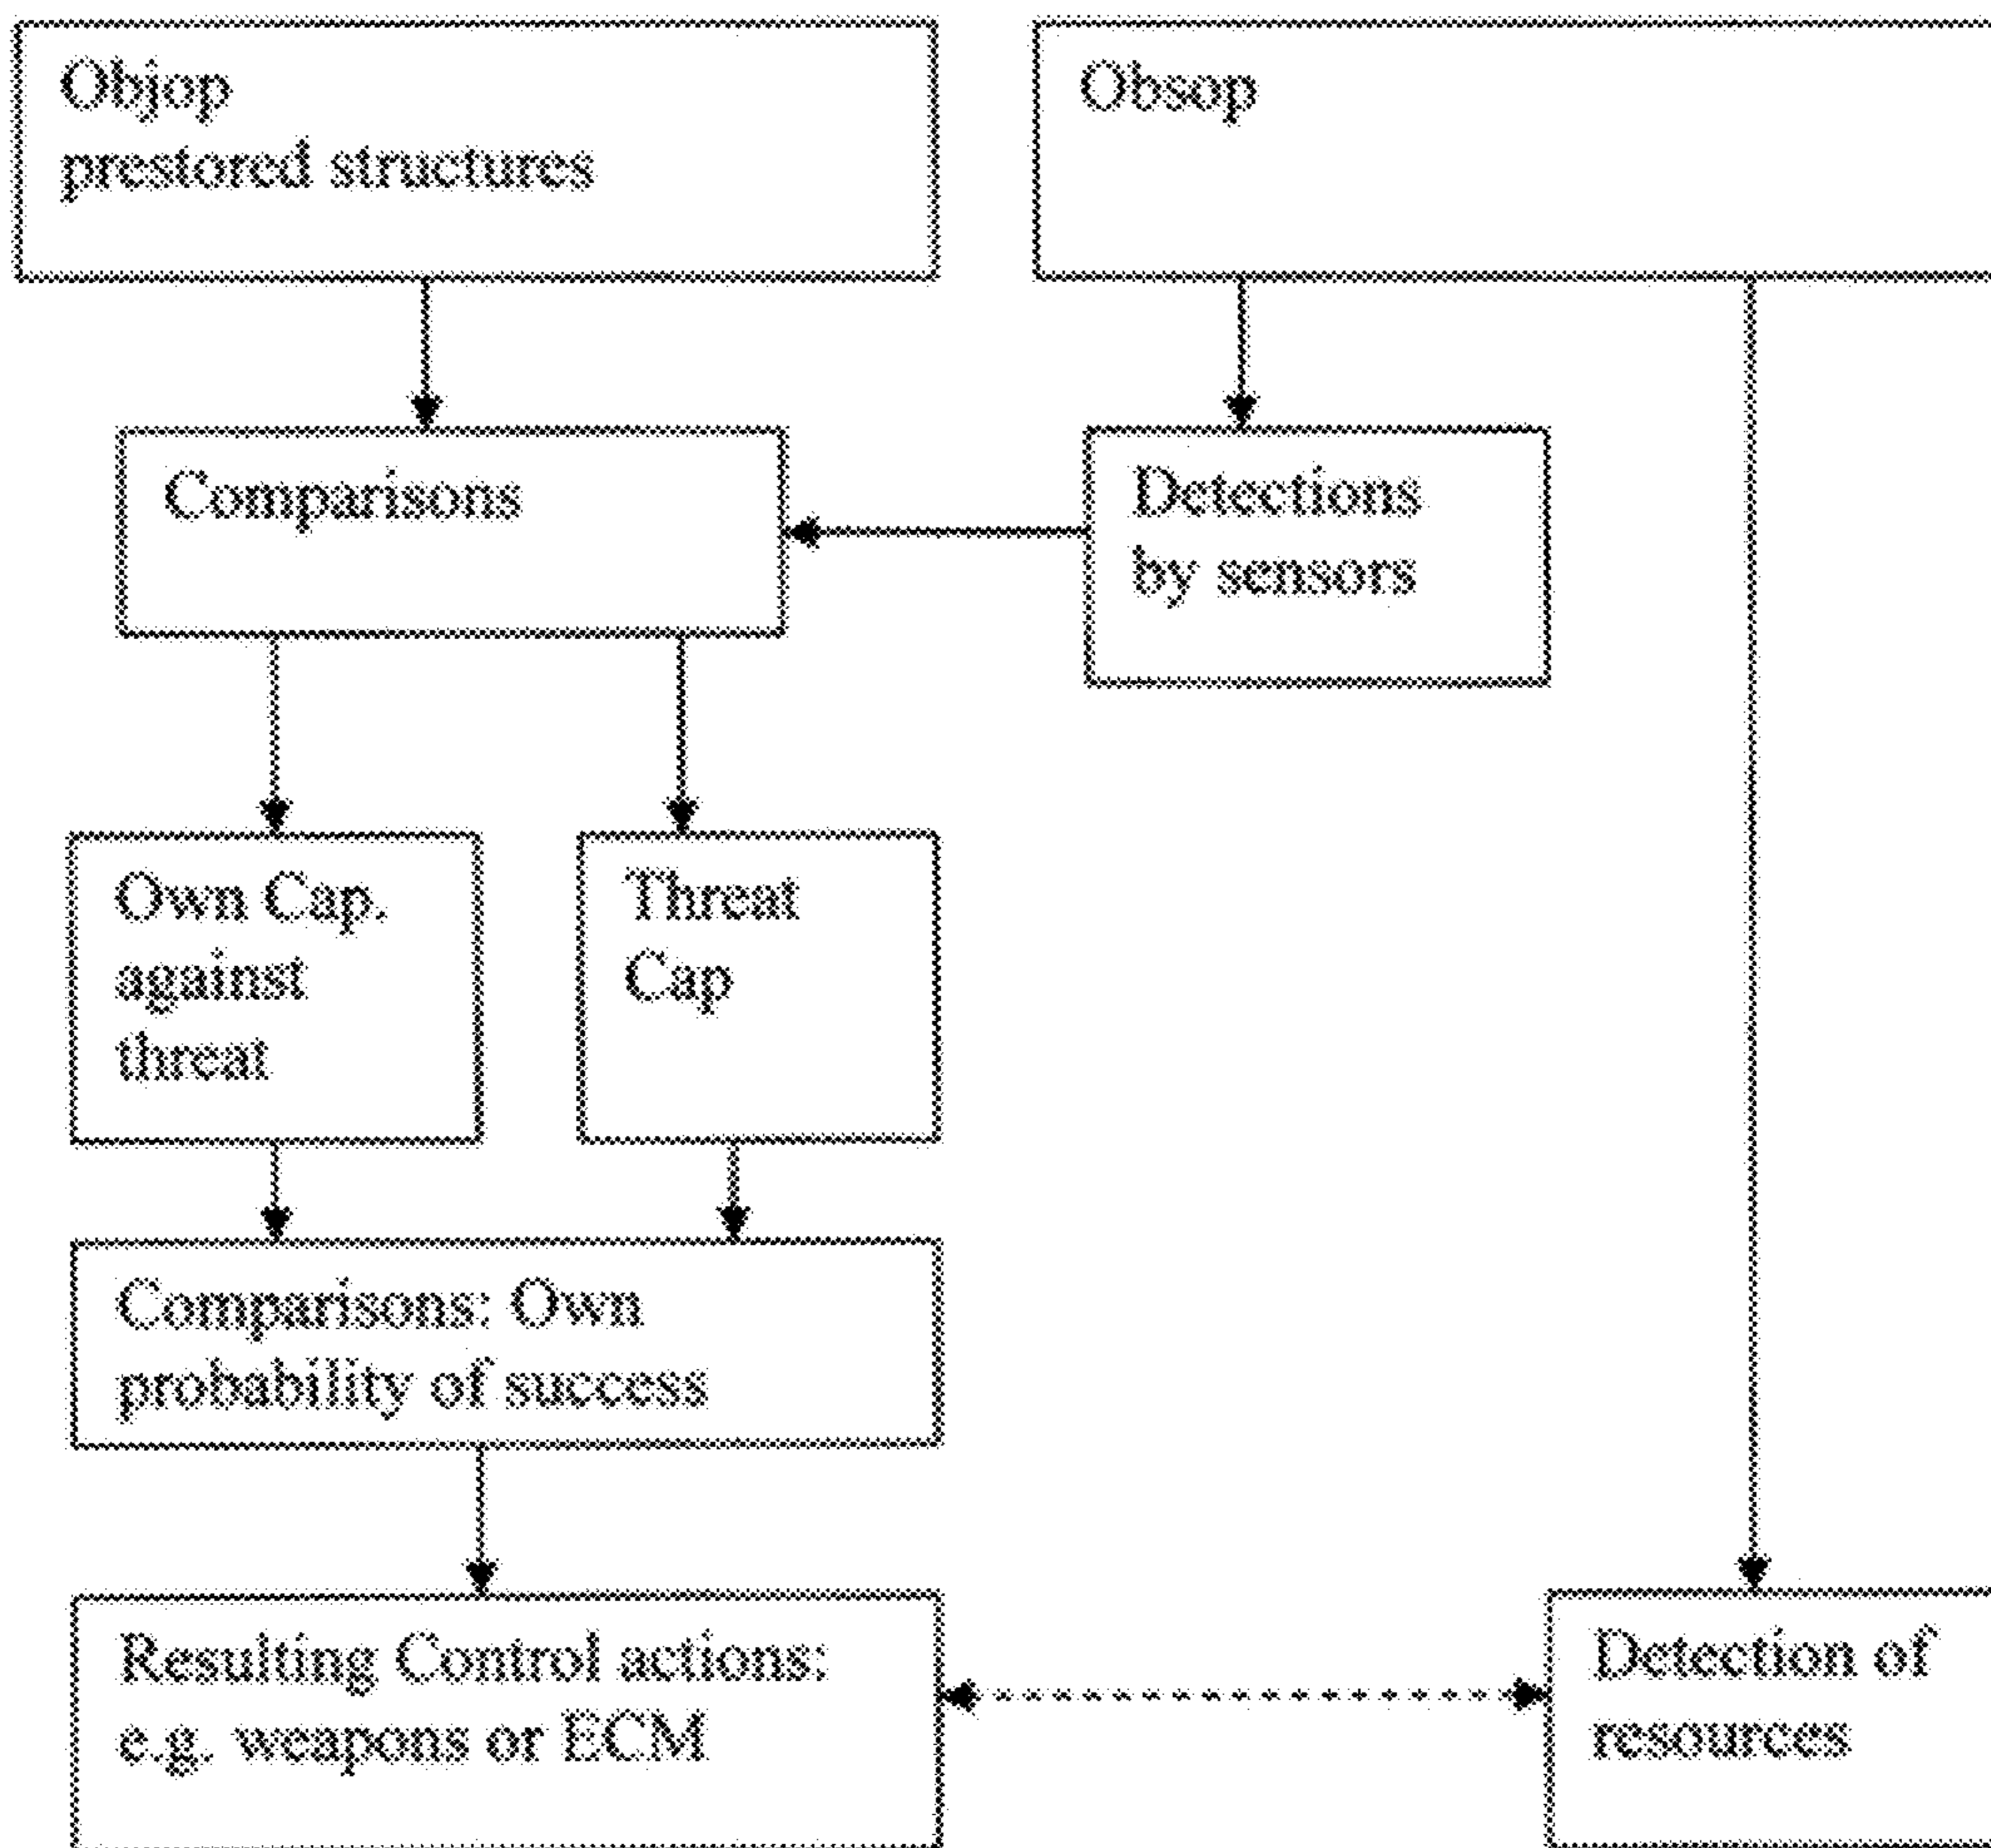 Objop
prestored structures
Obsop
Comparisons
Detections
by sensors
Own Cap.
against
threat
Threat
Cap
Comparisons: Own
probability of success
Resulting Control actions:
e.g. weapons or ECM
Detection of
resources